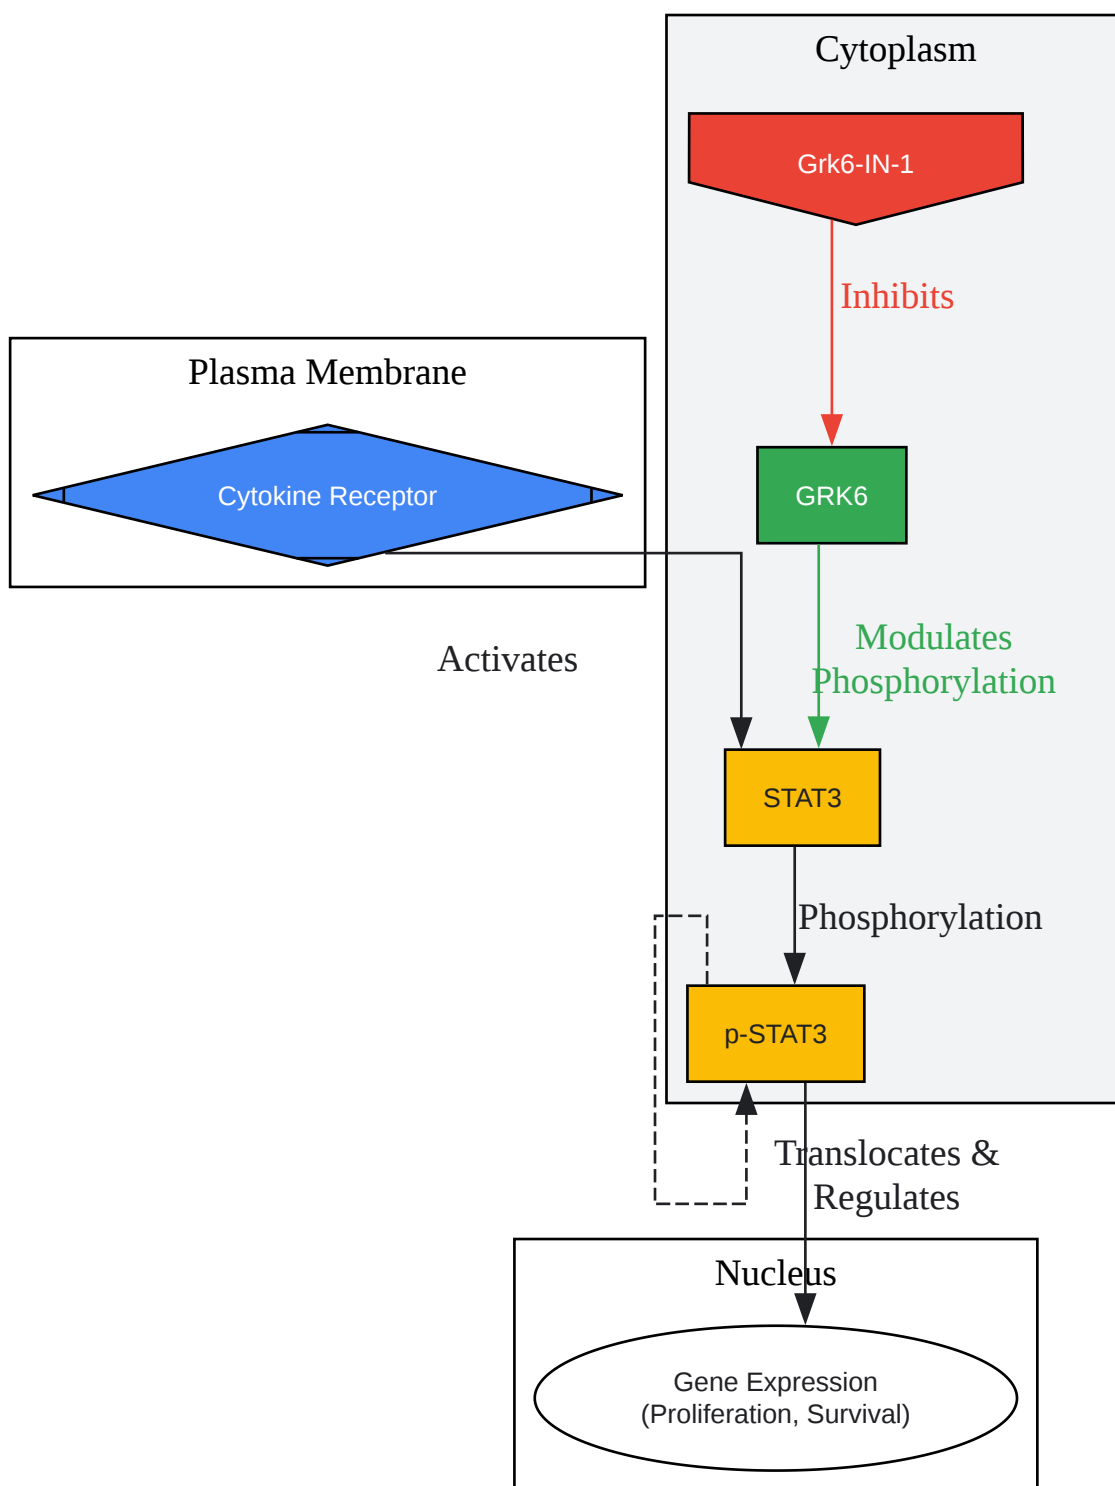 Cytoplasm
Grk6-IN-1
Inhibits
Plasma Membrane
Cytokine Receptor
GRK6
Activates
Modulates
Phosphorylation
STAT3
Phosphorylation
p-STAT3
Translocates &
Regulates
Nucleus
Gene Expression
(Proliferation, Survival)